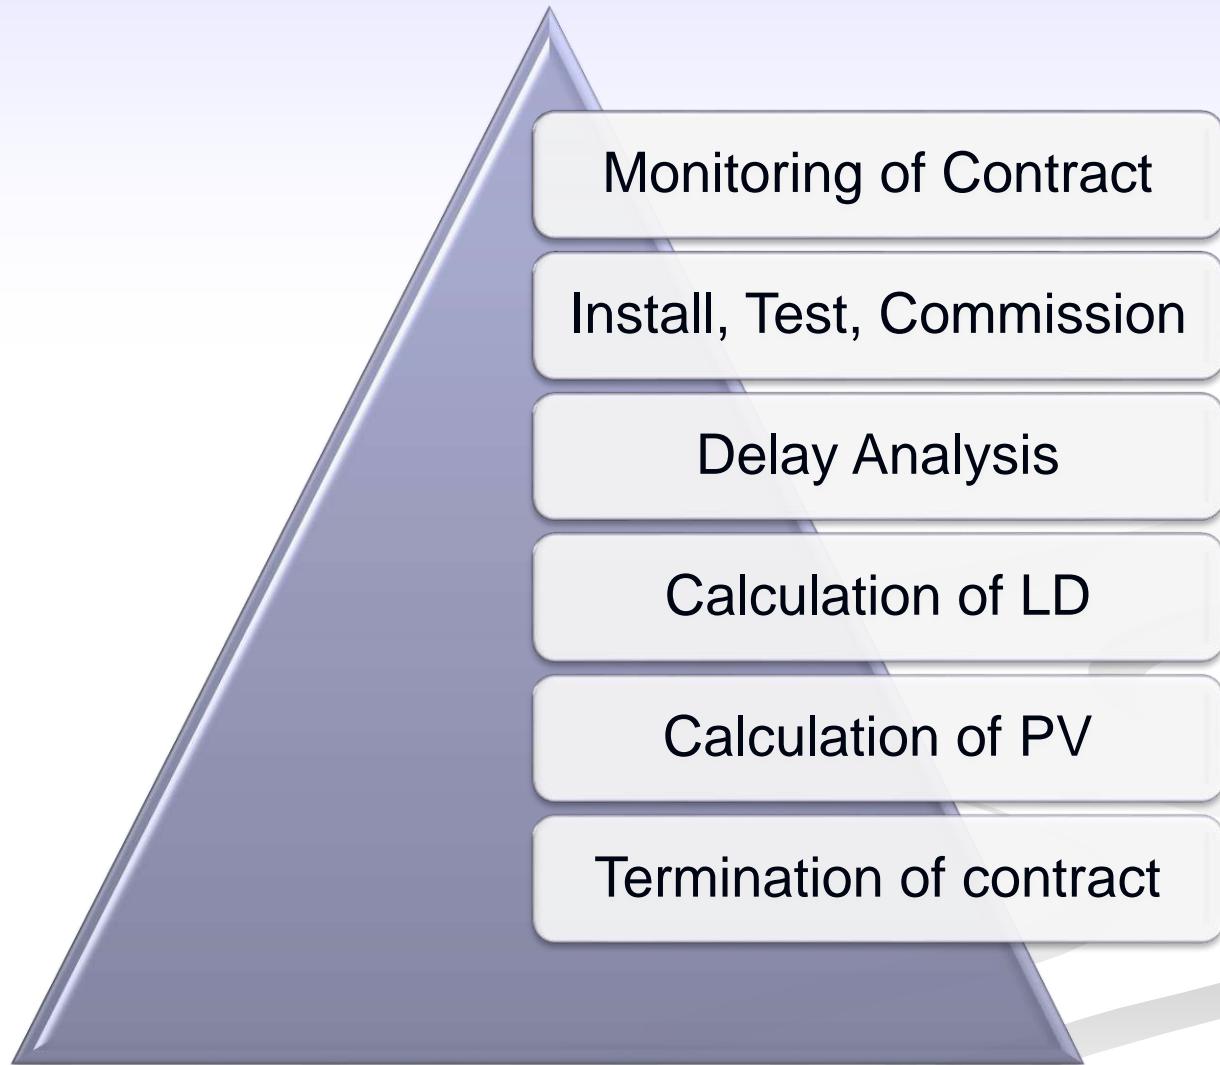 Monitoring of Contract
Install, Test, Commission
Delay Analysis
Calculation of LD
Calculation of PV
Termination of contract